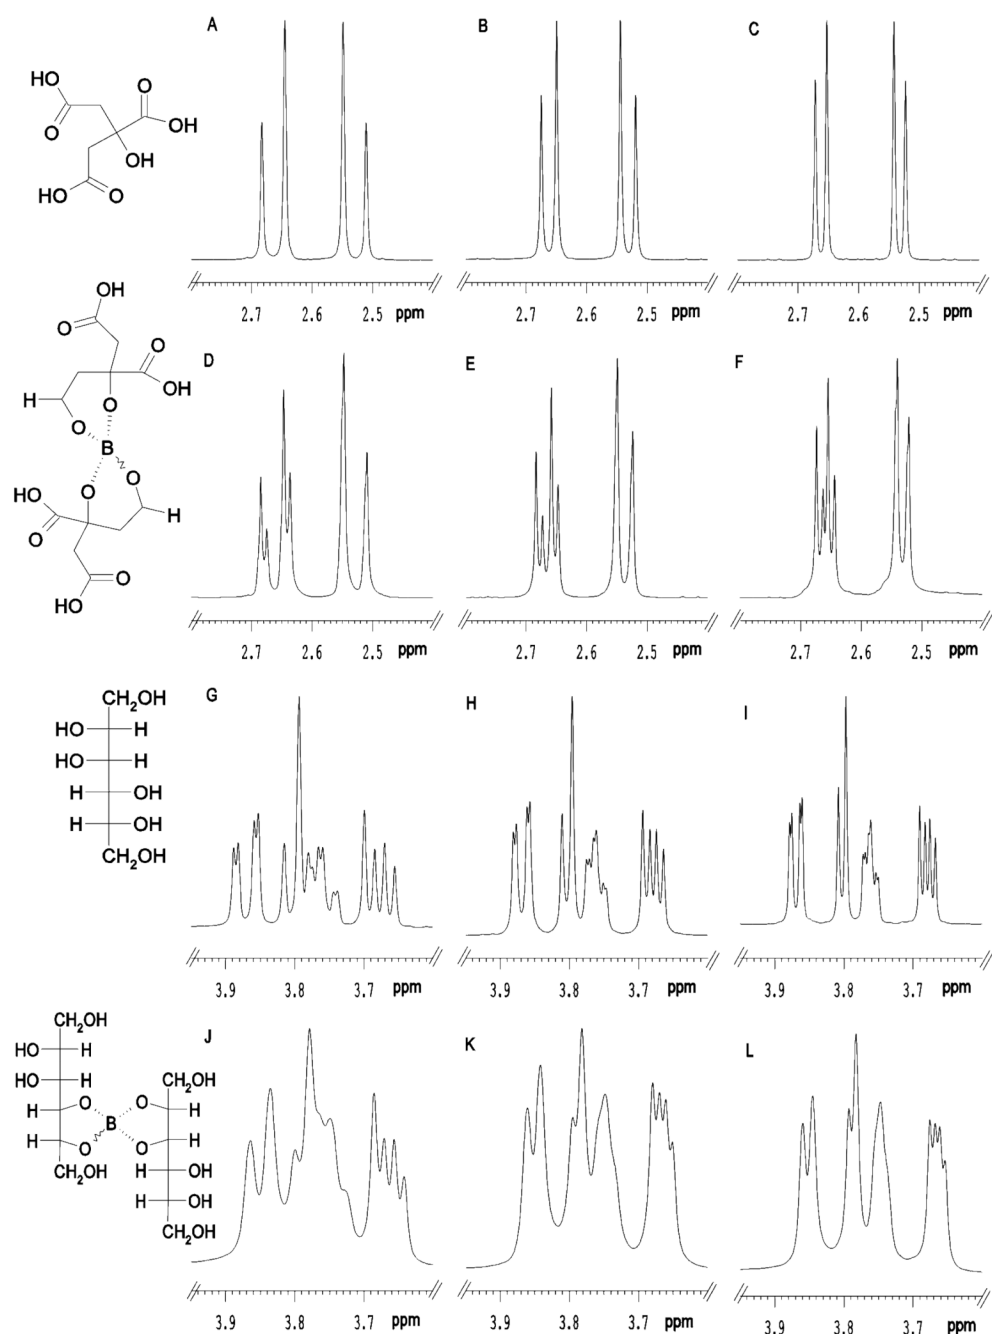 A B C
HO
O O
O OH
OH
HO O
2.7 2.6 2.5 ppm 2.7 2.6 2.5 ppm 2.7 2.6 2.5 ppm
OH
O
O
D E F
OH
H
O O
B
O O
HO
O H
O
HO
2.7 2.6 2.5 ppm 2.7 2.6 2.5 ppm 2.7 2.6 2.5 ppm
G H I
CH2OH
HO H
HO H
H OH
H OH
CH2OH
3.9 3.8 3.7 ppm 3.9 3.8 3.7 ppm 3.9 3.8 3.7 ppm
J K L
CH2OH
HO H
HO H CH2OH
H O O H
B
H O O H
CH2OH H OH
H OH
CH2OH
3.9 3.8 3.7 ppm 3.9 3.8 3.7 ppm 3.9 3.8 3.7 ppm